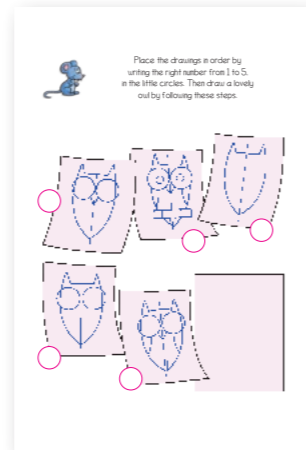 Place the drawings in order by
writing the right number from 1 to 5.
in the little circles. Then draw a lovely
owl by following these steps.